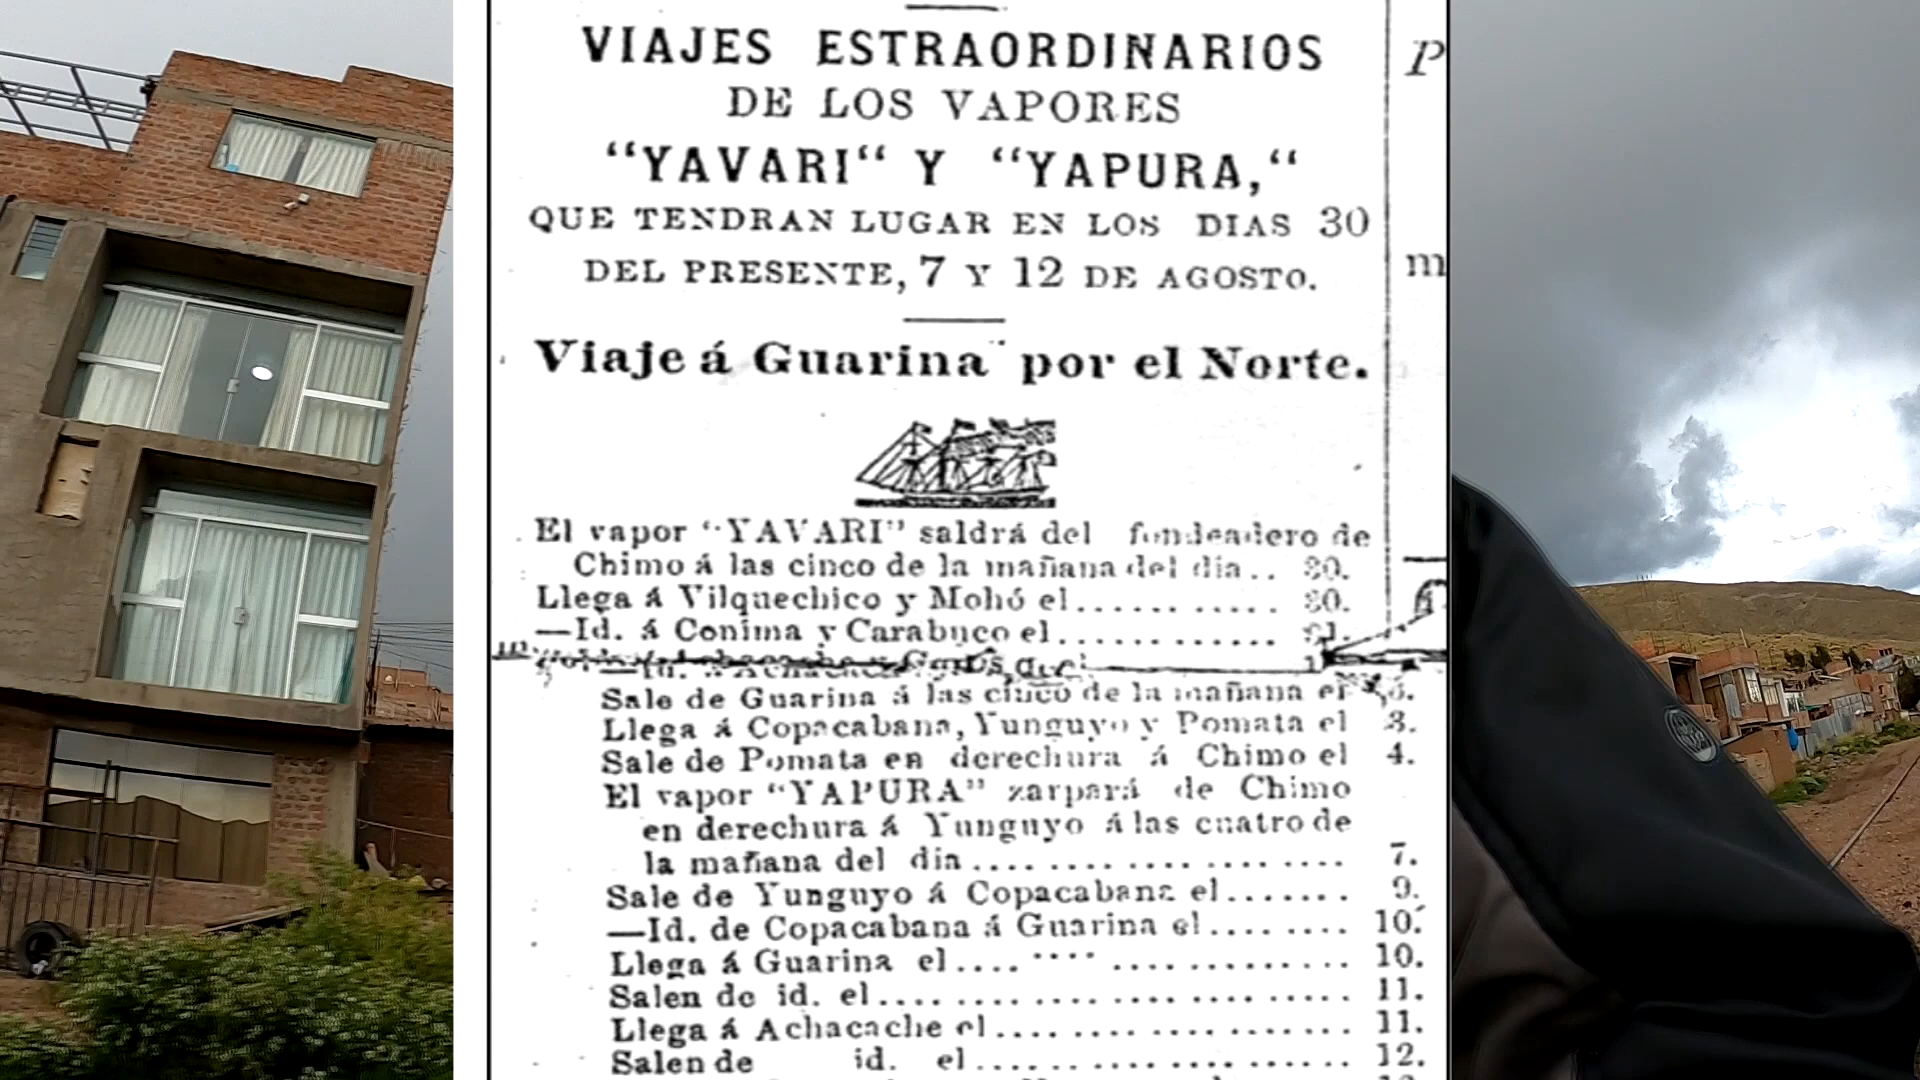 VIAJES ESTRAORDINARIOS
DE LOS VAPORES
“YAVARI“ Y “YAPURA,“
QUE TENDRAN LUGAR EN LOS DIAS 30
DEL PRESENTE, 7 Y 12 DE AGOSTO.
Viaje á Guarina por el Norte.
El vapor “YAVARI” saldrá del fondeadero de
Chimo á las cinco de la mañana del dia.. 30.
Llega á Vilquechico y Mohó el............ 30.
—Id. á Conima y Carabuco el............
Sale de Guarina á las cinco de la mañana el
Llega á Copacabana, Yunguyo y Pomata el 3.
Sale de Pomata en derechura á Chimo el 4.
El vapor “YAPURA” zarpará de Chimo
en derechura á Yunguyo á las cuatro de
la mañana del dia.................... 7.
Sale de Yunguyo á Copacabana el....... 9.
—Id. de Copacabana á Guarina el........ 10.
Llega á Guarina el.................... 10.
Salen de id. el......................... 11.
Llega á Achacache el................... 11.
Salen de id. el................... 12.
P
m